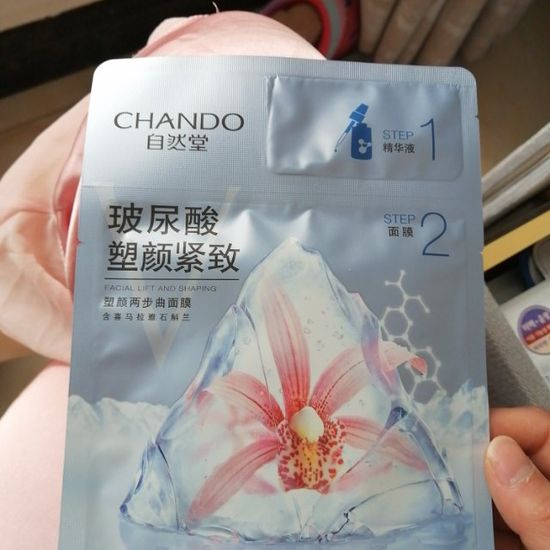 CHANDO
自然堂
STEP 1
精华液
玻尿酸
塑颜紧致
FACIAL LIFT AND SHAPING
塑颜两步曲面膜
含喜马拉雅石斛兰
STEP 2
面膜